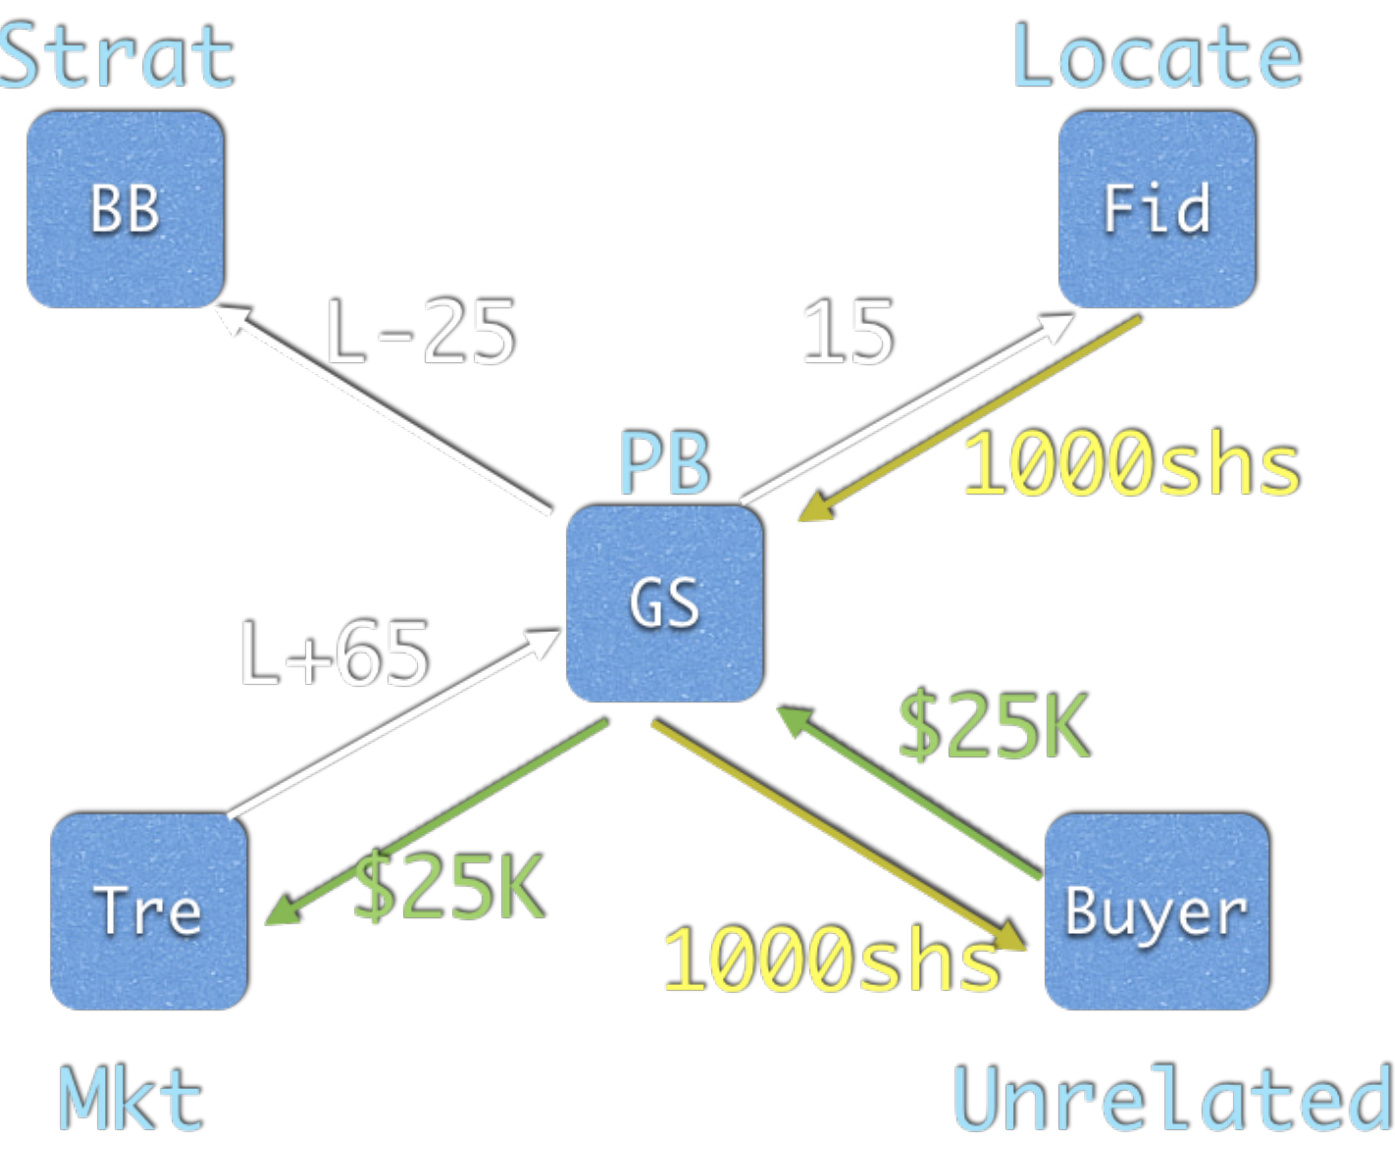 Strat
Locate
BB
Fid
L-25
15
PB
1000shs
GS
L+65
$25K
$25K
Tre
Buyer
1000shs
Mkt
Unrelated